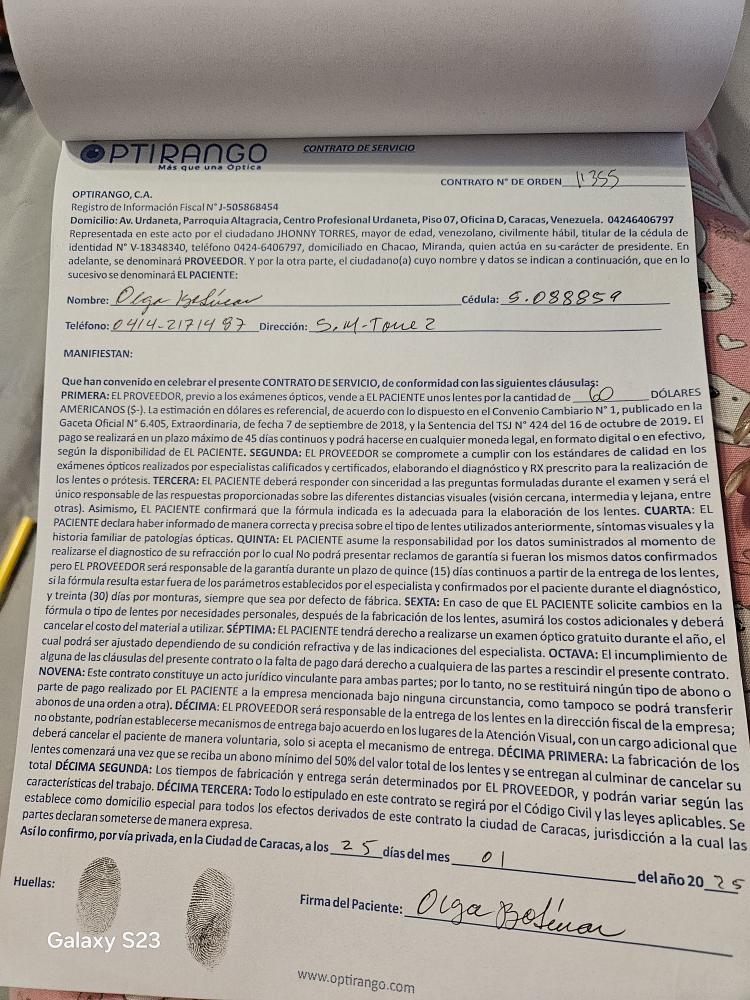 OPTIRANGO
Más que una Óptica
CONTRATO DE SERVICIO
CONTRATO N° DE ORDEN 11355
OPTIRANGO, C.A.
Registro de Información Fiscal N° J-505868454
Domicilio: Av. Urdaneta, Parroquia Altagracia, Centro Profesional Urdaneta, Piso 07, Oficina D, Caracas, Venezuela. 04246406797
Representada en este acto por el ciudadano JHONNY TORRES, mayor de edad, venezolano, civilmente hábil, titular de la cédula de
identidad N° V-18348340, teléfono 0424-6406797, domiciliado en Chacao, Miranda, quien actúa en su carácter de presidente. En
adelante, se denominará PROVEEDOR. Y por la otra parte, el ciudadano(a) cuyo nombre y datos se indican a continuación, que en lo
sucesivo se denominará EL PACIENTE:
Nombre: Olga Cédula: 5.088859
Teléfono: 0414-2171487 Dirección: S.M-Torre 2
MANIFIESTAN:
Que han convenido en celebrar el presente CONTRATO DE SERVICIO, de conformidad con las siguientes cláusulas:
PRIMERA: EL PROVEEDOR, previo a los exámenes ópticos, vende a EL PACIENTE unos lentes por la cantidad de 60 DÓLARES
AMERICANOS ($-). La estimación en dólares es referencial, de acuerdo con lo dispuesto en el Convenio Cambiario N° 1, publicado en la
Gaceta Oficial N° 6.405, Extraordinaria, de fecha 7 de septiembre de 2018, y la Sentencia del TSJ N° 424 del 16 de octubre de 2019. El
pago se realizará en un plazo máximo de 45 días continuos y podrá hacerse en cualquier moneda legal, en formato digital o en efectivo,
según la disponibilidad de EL PACIENTE. SEGUNDA: EL PROVEEDOR se compromete a cumplir con los estándares de calidad en los
exámenes ópticos realizados por especialistas calificados y certificados, elaborando el diagnóstico y RX prescrito para la realización de
los lentes o prótesis. TERCERA: EL PACIENTE deberá responder con sinceridad a las preguntas formuladas durante el examen y será el
único responsable de las respuestas proporcionadas sobre las diferentes distancias visuales (visión cercana, intermedia y lejana, entre
otras). Asimismo, EL PACIENTE confirmará que la fórmula indicada es la adecuada para la elaboración de los lentes. CUARTA: EL
PACIENTE declara haber informado de manera correcta y precisa sobre el tipo de lentes utilizados anteriormente, síntomas visuales y la
historia familiar de patologías ópticas. QUINTA: EL PACIENTE asume la responsabilidad por los datos suministrados al momento de
realizarse el diagnostico de su refracción por lo cual No podrá presentar reclamos de garantía si fueran los mismos datos confirmados
pero EL PROVEEDOR será responsable de la garantía durante un plazo de quince (15) días continuos a partir de la entrega de los lentes,
si la fórmula resulta estar fuera de los parámetros establecidos por el especialista y confirmados por el paciente durante el diagnóstico,
y treinta (30) días por monturas, siempre que sea por defecto de fábrica. SEXTA: En caso de que EL PACIENTE solicite cambios en la
fórmula o tipo de lentes por necesidades personales, después de la fabricación de los lentes, asumirá los costos adicionales y deberá
cancelar el costo del material a utilizar. SÉPTIMA: EL PACIENTE tendrá derecho a realizarse un examen óptico gratuito durante el año, el
cual podrá ser ajustado dependiendo de su condición refractiva y de las indicaciones del especialista. OCTAVA: El incumplimiento de
alguna de las cláusulas del presente contrato o la falta de pago dará derecho a cualquiera de las partes a rescindir el presente contrato.
NOVENA: Este contrato constituye un acto jurídico vinculante para ambas partes; por lo tanto, no se restituirá ningún tipo de abono o
parte de pago realizado por EL PACIENTE a la empresa mencionada bajo ninguna circunstancia, como tampoco se podrá transferir
abonos de una orden a otra). DÉCIMA: EL PROVEEDOR será responsable de la entrega de los lentes en la dirección fiscal de la empresa;
no obstante, podrían establecerse mecanismos de entrega bajo acuerdo en los lugares de la Atención Visual, con un cargo adicional que
deberá cancelar el paciente de manera voluntaria, solo si acepta el mecanismo de entrega. DÉCIMA PRIMERA: La fabricación de los
lentes comenzará una vez que se reciba un abono mínimo del 50% del valor total de los lentes y se entregan al culminar de cancelar su
total DÉCIMA SEGUNDA: Los tiempos de fabricación y entrega serán determinados por EL PROVEEDOR, y podrán variar según las
características del trabajo. DÉCIMA TERCERA: Todo lo estipulado en este contrato se regirá por el Código Civil y las leyes aplicables. Se
establece como domicilio especial para todos los efectos derivados de este contrato la ciudad de Caracas, jurisdicción a la cual las
partes declaran someterse de manera expresa.
Así lo confirmo, por vía privada, en la Ciudad de Caracas, a los 25 días del mes 01 del año 20 25
Huellas:
Firma del Paciente: Olga
Galaxy S23
www.optirango.com